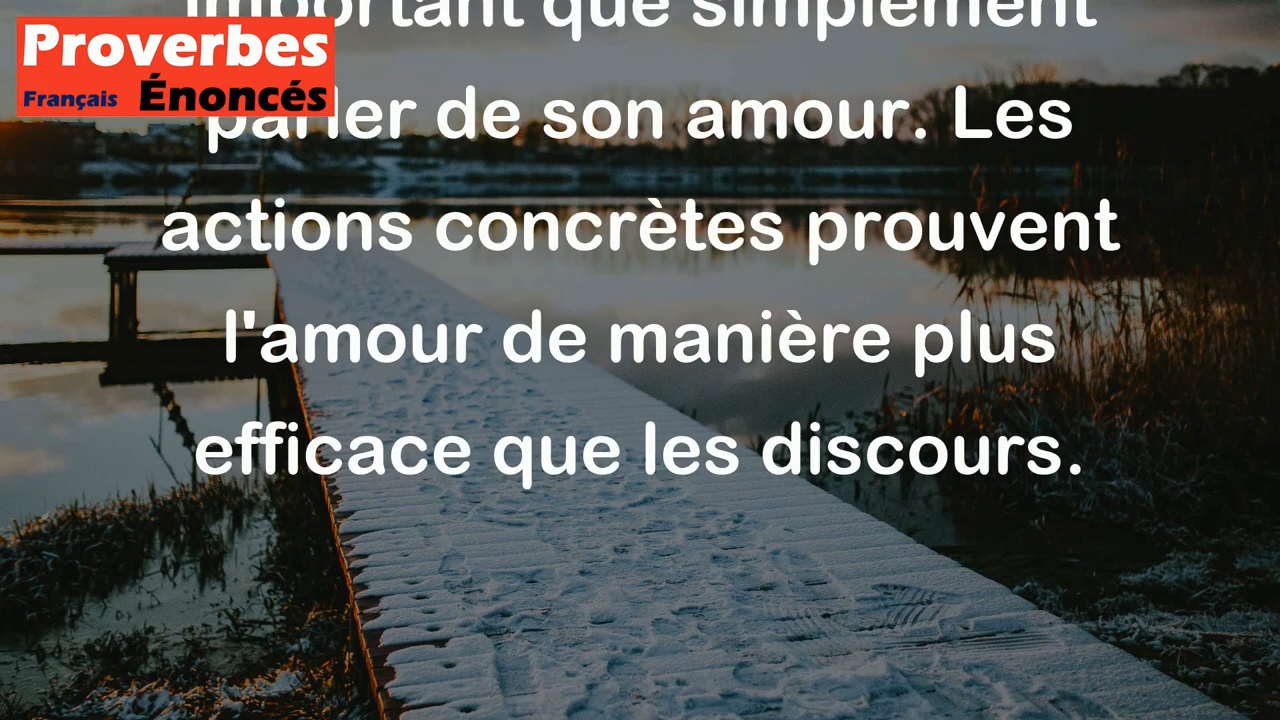 Proverbes
Français Énoncés
important que simplement
parler de son amour. Les
actions concrètes prouvent
l'amour de manière plus
efficace que les discours.